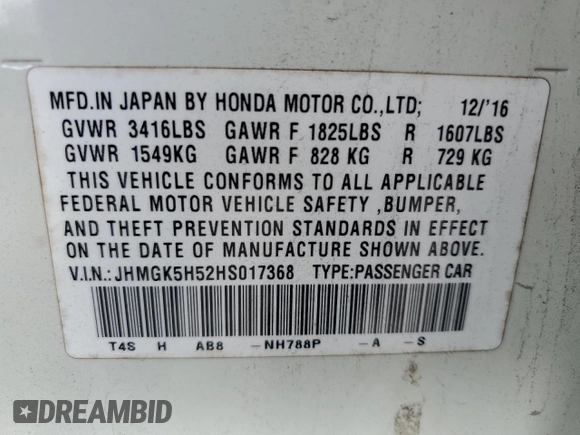 MFD.IN JAPAN BY HONDA MOTOR CO.,LTD; 12/'16
GVWR 3416LBS GAWR F 1825LBS R 1607LBS
GVWR 1549KG GAWR F 828 KG R 729 KG
THIS VEHICLE CONFORMS TO ALL APPLICABLE
FEDERAL MOTOR VEHICLE SAFETY ,BUMPER,
AND THEFT PREVENTION STANDARDS IN EFFECT
ON THE DATE OF MANUFACTURE SHOWN ABOVE.
V.I.N.: JHMGK5H52HS017368 TYPE:PASSENGER CAR
T4S H AB8 -NH788P -A -S
DREAMBID